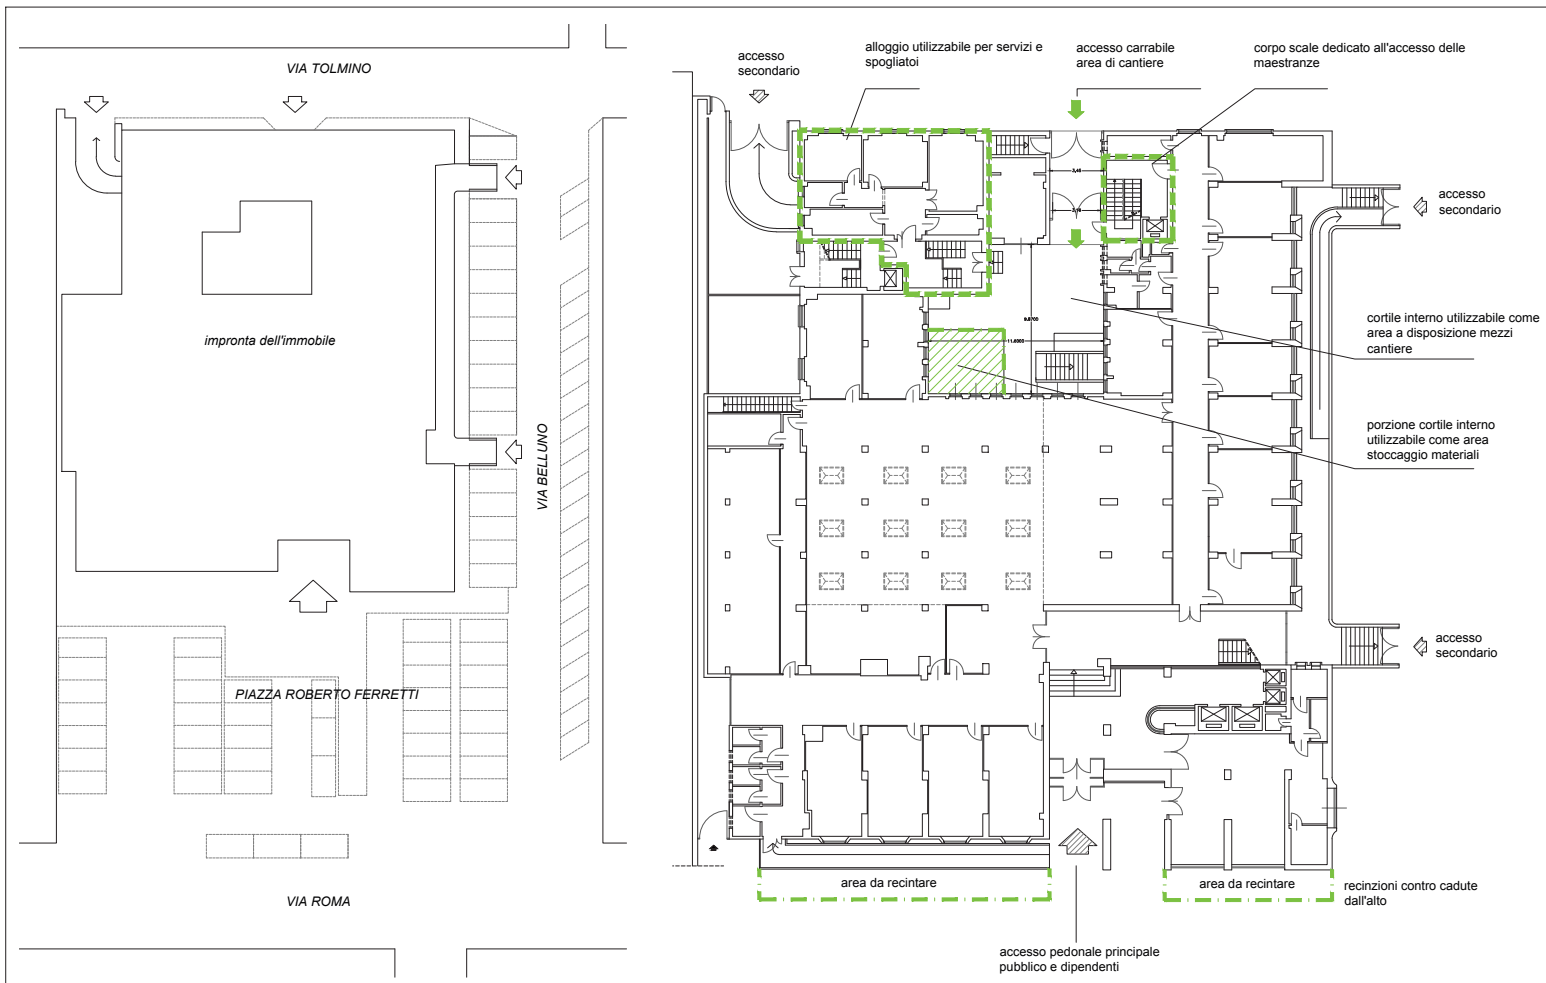 VIA TOLMINO
impronta dell'immobile
VIA BELLUNO
PIAZZA ROBERTO FERRETTI
VIA ROMA
accesso
secondario
alloggio utilizzabile per servizi e
spogliatoi
accesso carrabile
area di cantiere
corpo scale dedicato all'accesso delle
maestranze
accesso
secondario
cortile interno utilizzabile come
area a disposizione mezzi
cantiere
porzione cortile interno
utilizzabile come area
stoccaggio materiali
accesso
secondario
area da recintare
area da recintare
recinzioni contro cadute
dall'alto
accesso pedonale principale
pubblico e dipendenti